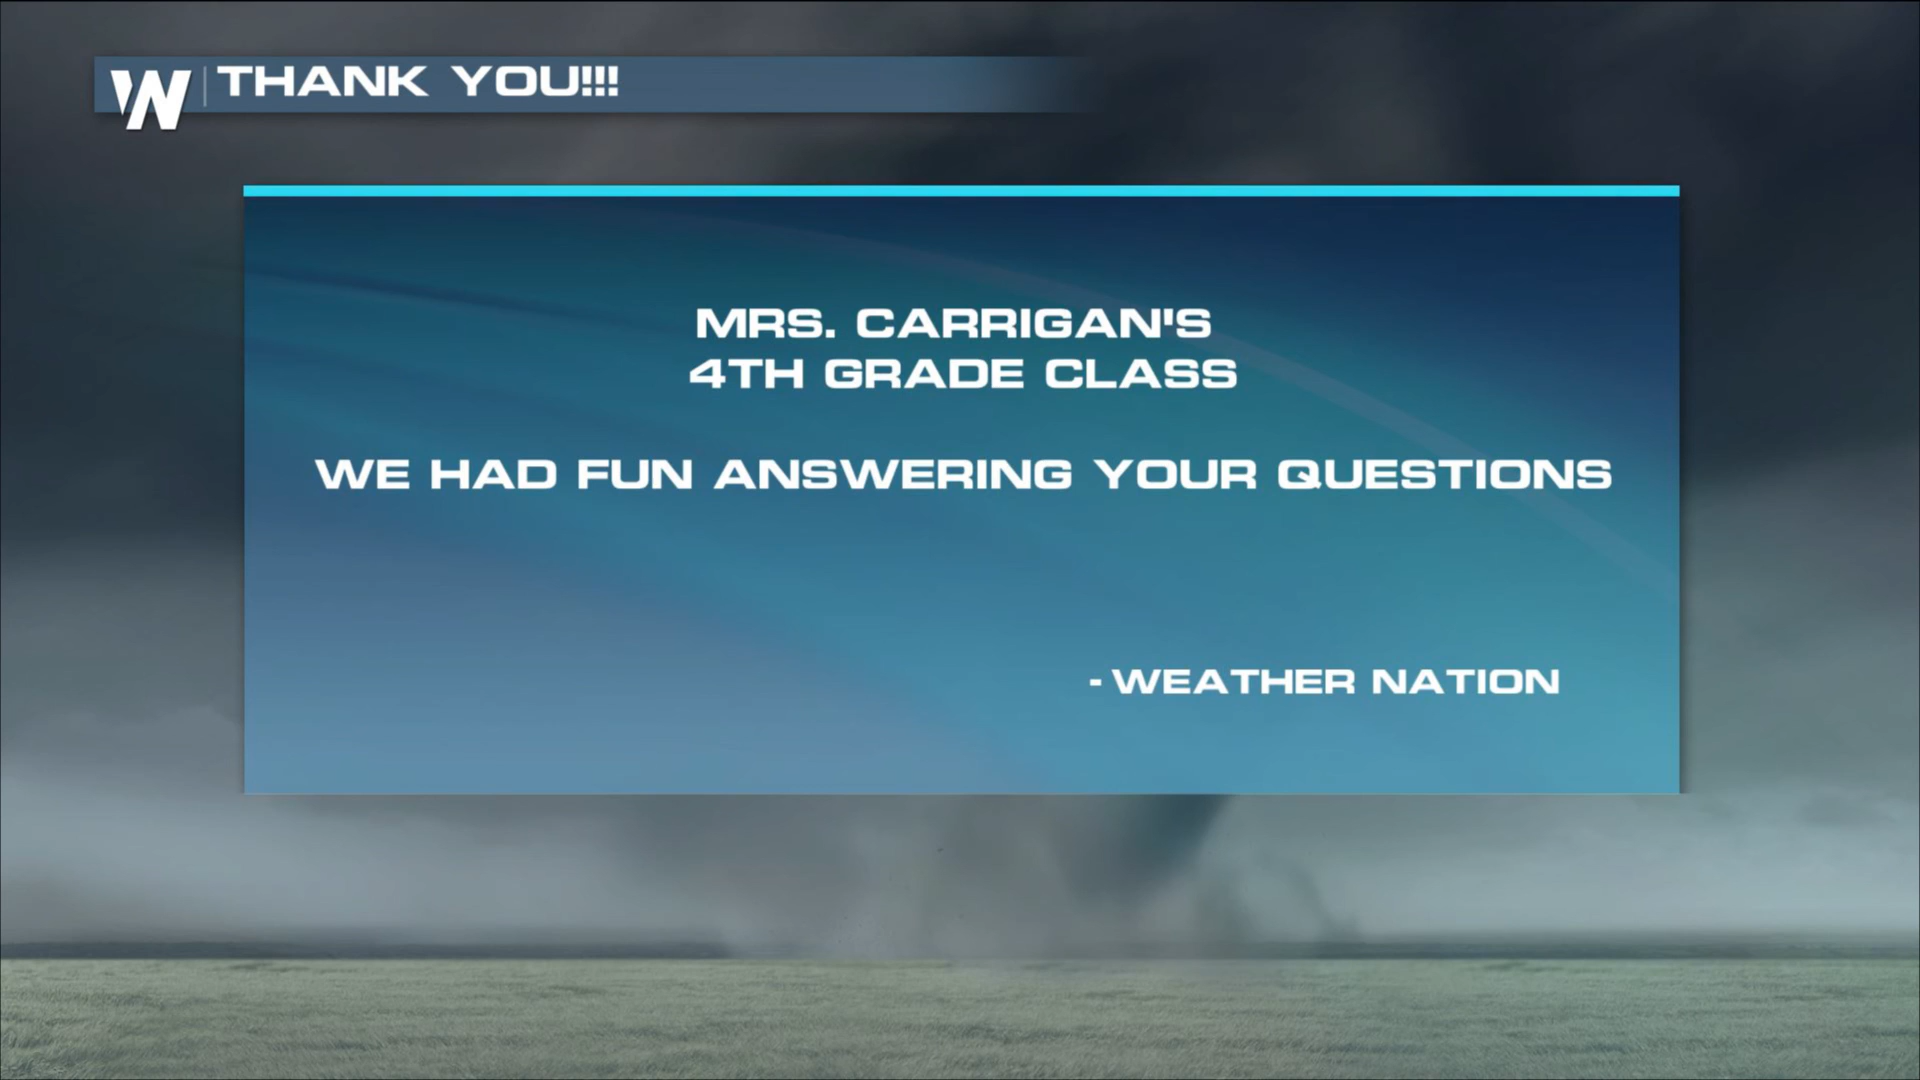 W THANK YOU!!!
MRS. CARRIGAN'S
4TH GRADE CLASS
WE HAD FUN ANSWERING YOUR QUESTIONS
- WEATHER NATION